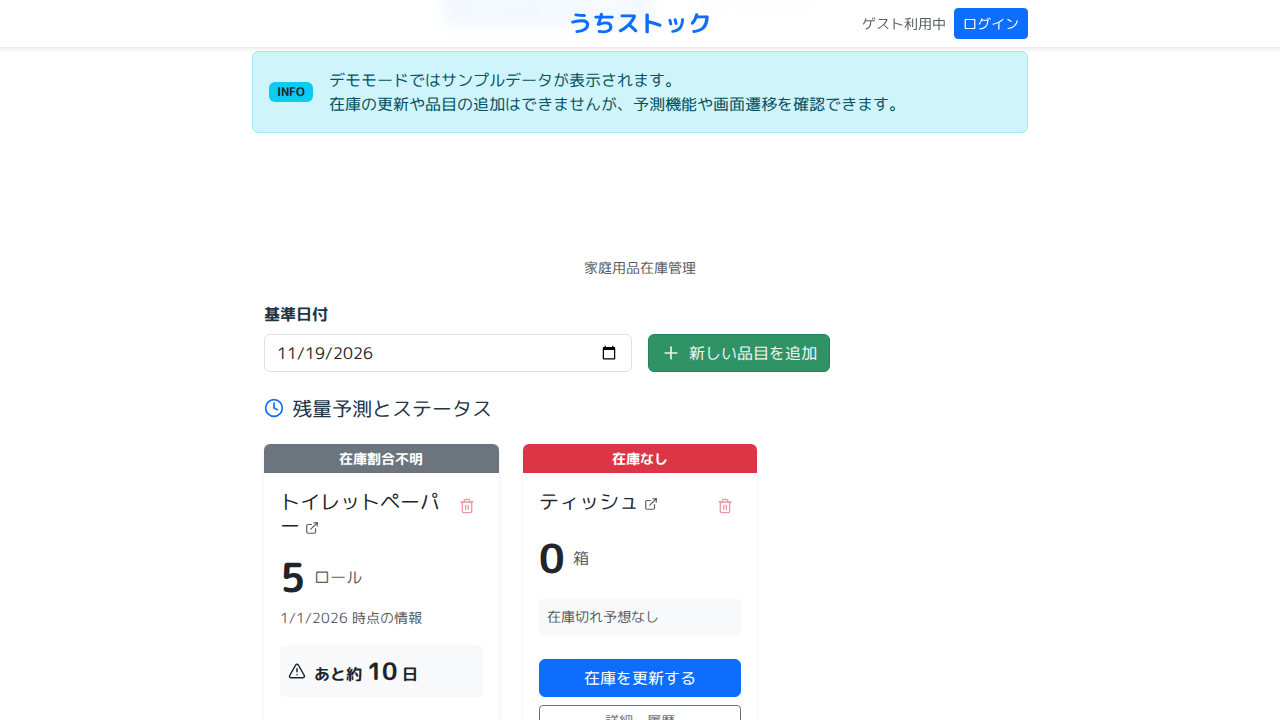 うちストック
ゲスト利用中
ログイン
INFO
デモモードではサンプルデータが表示されます。
在庫の更新や品目の追加はできませんが、予測機能や画面遷移を確認できます。
家庭用品在庫管理
基準日付
11/19/2026
新しい品目を追加
残量予測とステータス
在庫割合不明
トイレットペーパ
ー
5 ロール
1/1/2026 時点の情報
あと約 10 日
在庫なし
ティッシュ
0 箱
在庫切れ予想なし
在庫を更新する
詳細・履歴